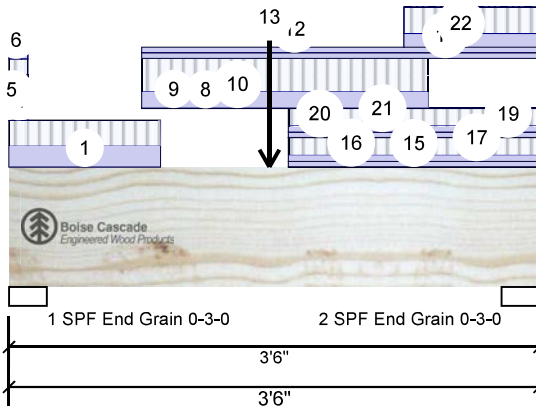 13
22
6
12
9 8 10
5
20 21 19
16 15 17
1
Boise Cascade
Engineered Wood Products
1 SPF End Grain 0-3-0 2 SPF End Grain 0-3-0
3'6"
3'6"